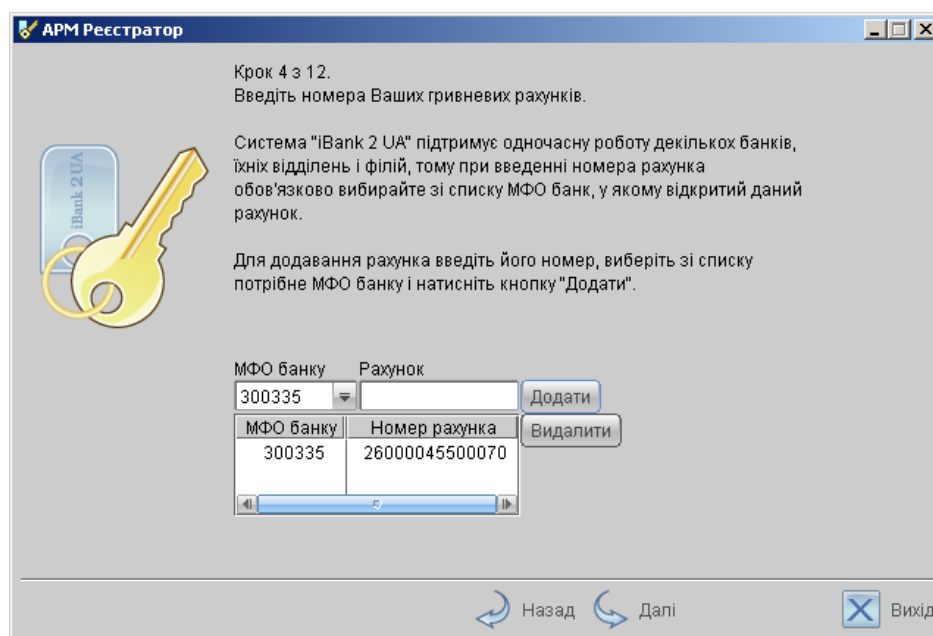 АРМ Реєстратор
Крок 4 з 12.
Введіть номера Ваших гривневих рахунків.
Система "iBank 2 UA" підтримує одночасну роботу декількох банків,
їхніх відділень і філій, тому при введенні номера рахунка
обов'язково вибирайте зі списку МФО банк, у якому відкритий даний
рахунок.
iBank 2 UA
Для додавання рахунка введіть його номер, виберіть зі списку
потрібне МФО банку і натисніть кнопку "Додати".
МФО банку Рахунок
300335 Додати
МФО банку Номер рахунка Видалити
300335 26000045500070
Назад Далі Вихід